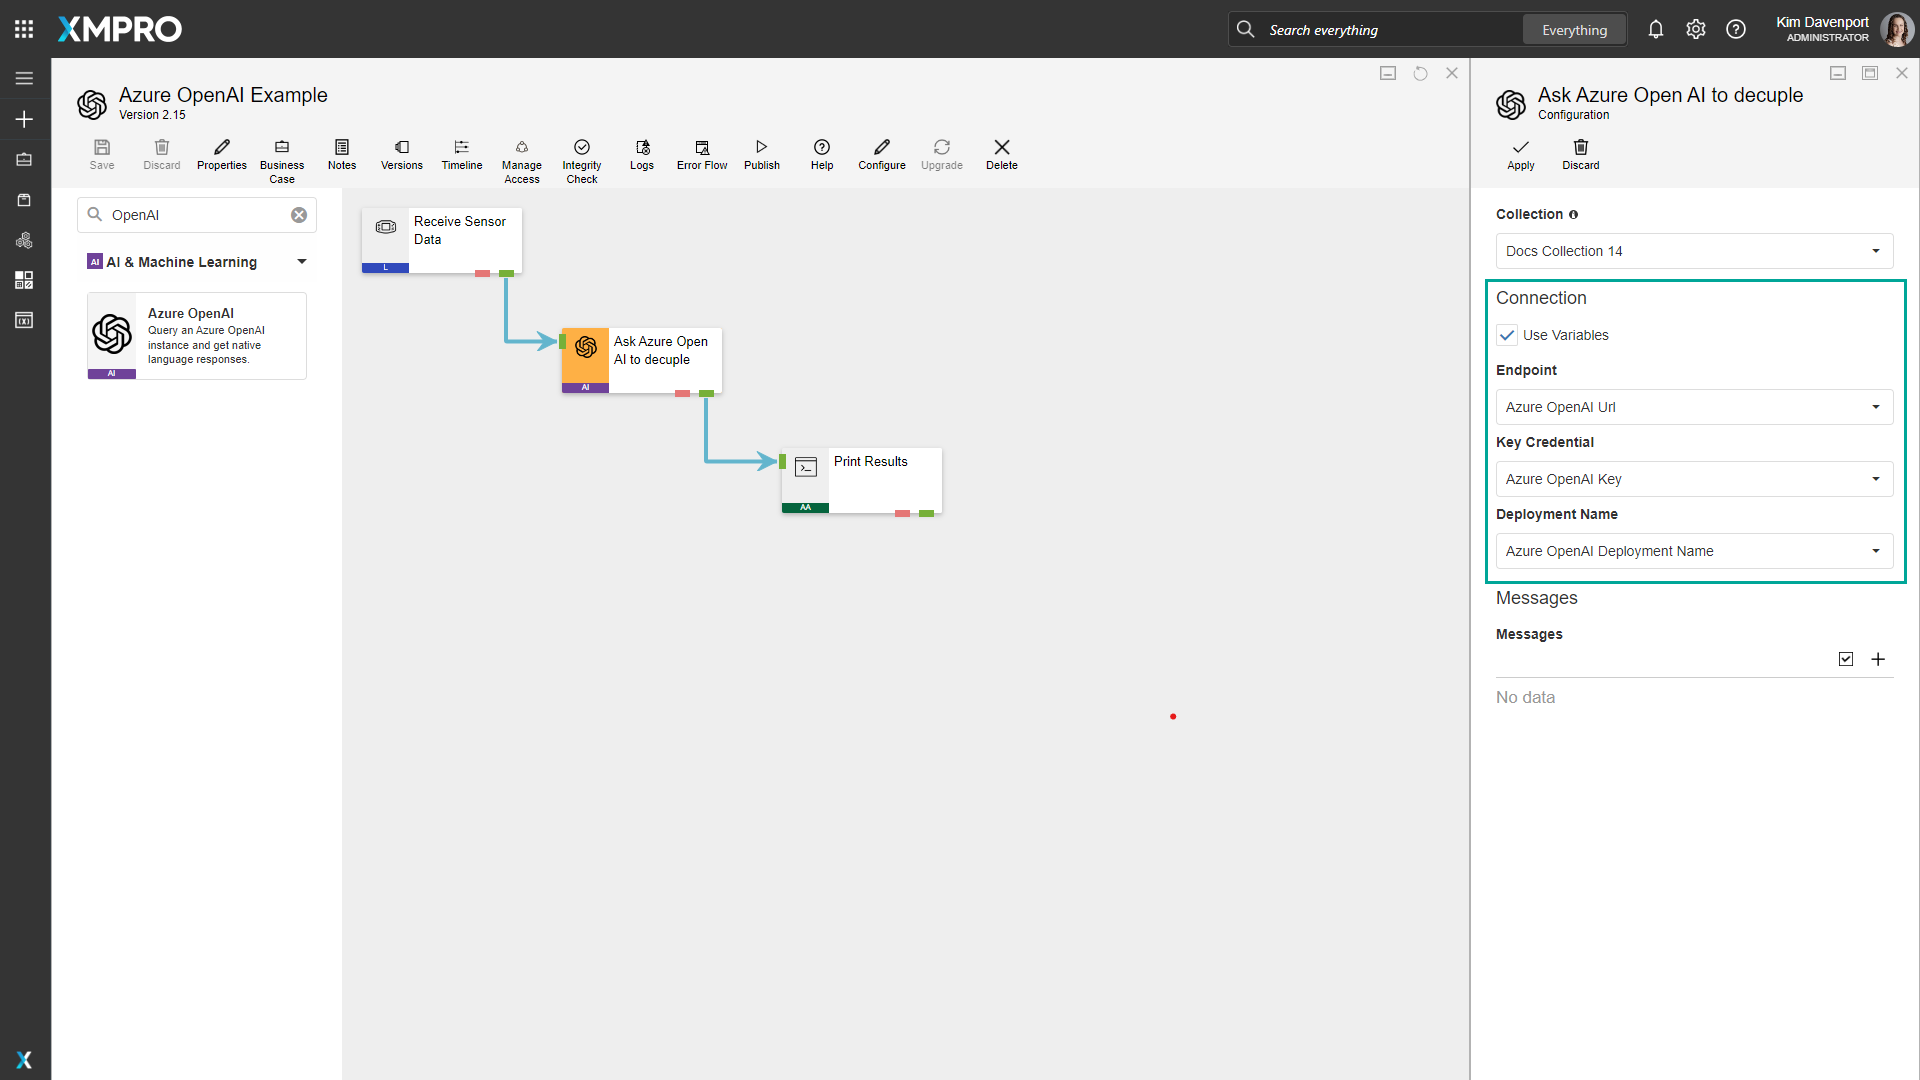 XMPRO
Search everything
Everything
Kim Davenport
ADMINISTRATOR
Azure OpenAI Example
Version 2.15
Save
Discard
Properties
Business
Case
Notes
Versions
Timeline
Manage
Access
Integrity
Check
Logs
Error Flow
Publish
Help
Configure
Upgrade
Delete
OpenAI
AI AI & Machine Learning
Azure OpenAI
Query an Azure OpenAI
instance and get native
language responses.
AI
Receive Sensor
Data
L
Ask Azure Open
AI to decuple
AI
Print Results
AA
Ask Azure Open AI to decuple
Configuration
Apply
Discard
Collection
Docs Collection 14
Connection
Use Variables
Endpoint
Azure OpenAI Url
Key Credential
Azure OpenAI Key
Deployment Name
Azure OpenAI Deployment Name
Messages
Messages
No data